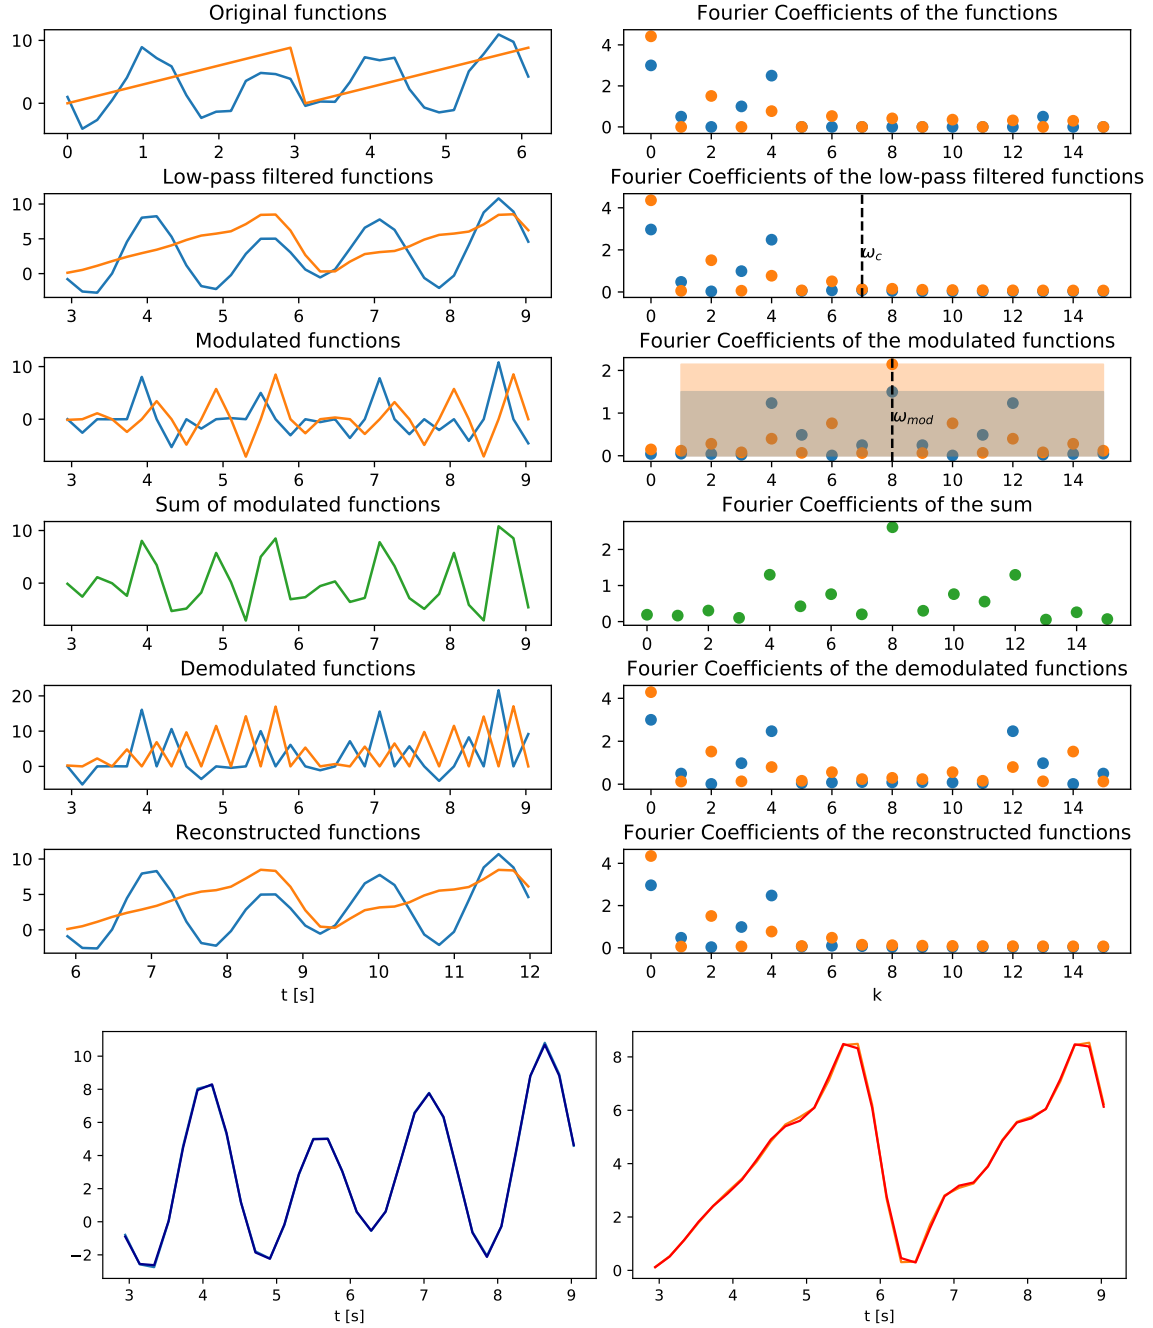 Original functions
Fourier Coefficients of the functions
10
0
0 1 2 3 4 5 6
4
2
0
0 2 4 6 8 10 12 14
Low-pass filtered functions
Fourier Coefficients of the low-pass filtered functions
10
5
0
3 4 5 6 7 8 9
4
2
0
ω_c
0 2 4 6 8 10 12 14
Modulated functions
Fourier Coefficients of the modulated functions
10
0
3 4 5 6 7 8 9
2
1
0
ω_mod
0 2 4 6 8 10 12 14
Sum of modulated functions
Fourier Coefficients of the sum
10
0
3 4 5 6 7 8 9
2
1
0
0 2 4 6 8 10 12 14
Demodulated functions
Fourier Coefficients of the demodulated functions
20
10
0
3 4 5 6 7 8 9
4
2
0
0 2 4 6 8 10 12 14
Reconstructed functions
Fourier Coefficients of the reconstructed functions
10
5
0
6 7 8 9 10 11 12
t [s]
4
2
0
0 2 4 6 8 10 12 14
k
10
8
6
4
2
0
−2
3 4 5 6 7 8 9
t [s]
8
6
4
2
0
3 4 5 6 7 8 9
t [s]